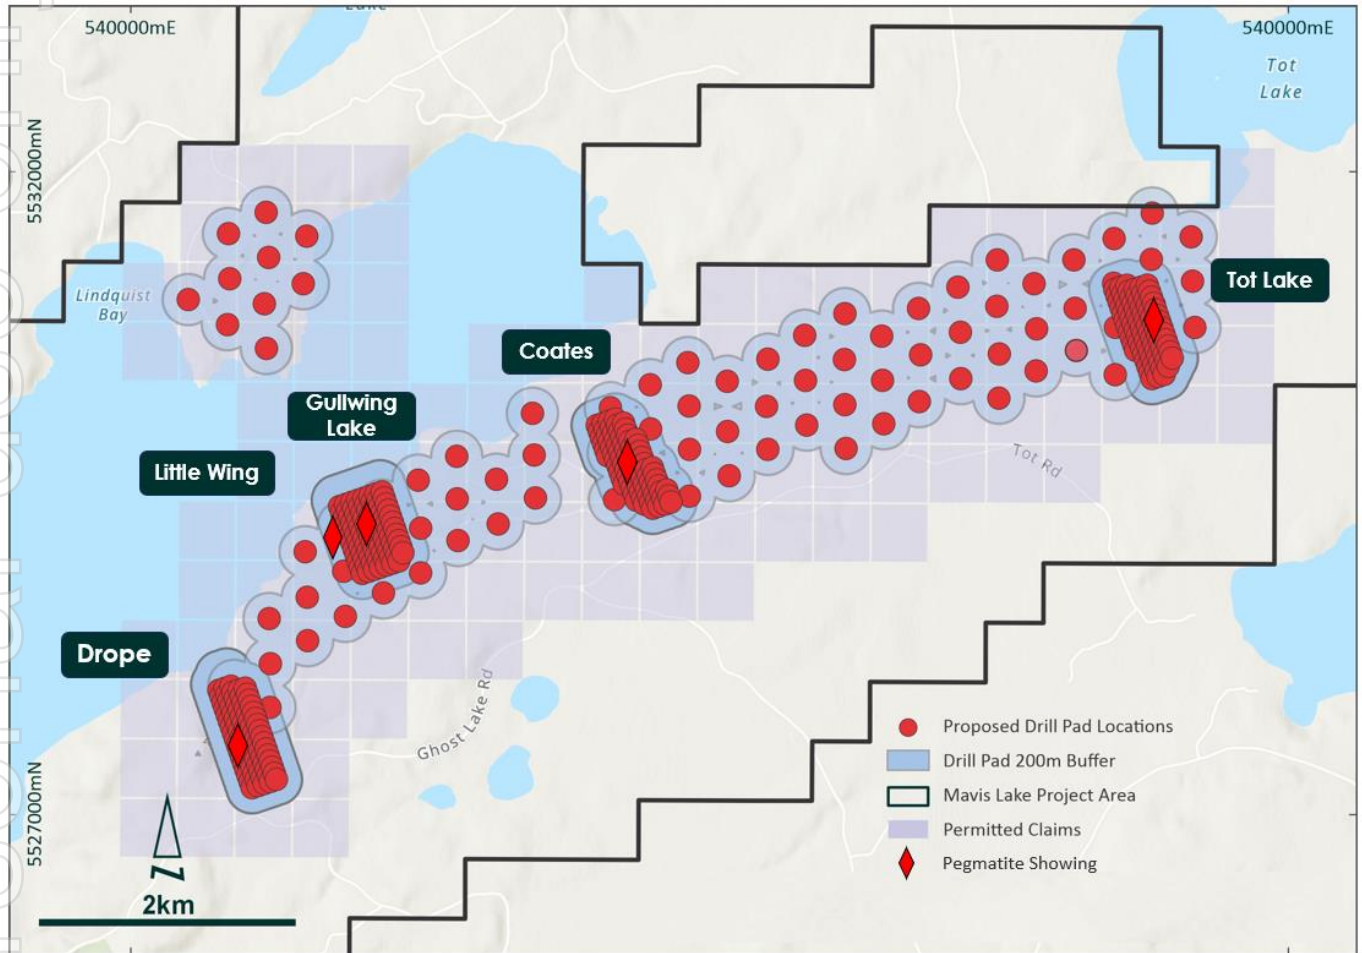 Lake
540000mE
540000mE
Tot
Lake
5532000mN
Lindquist
Bay
Tot Lake
Coates
Gullwing
Lake
Little Wing
Tot Rd
Drope
Ghost Lake Rd
5527000mN
Proposed Drill Pad Locations
Drill Pad 200m Buffer
Mavis Lake Project Area
Permitted Claims
Pegmatite Showing
N
2km